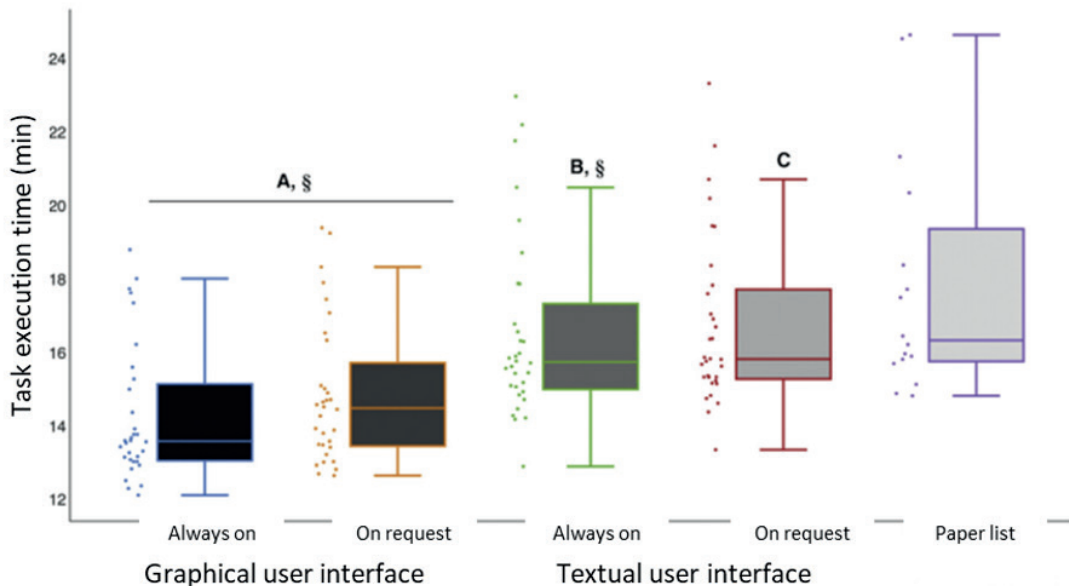 Task execution time (min)
24
22
20
18
16
14
12
A, §
B, §
C
Always on
On request
Always on
On request
Paper list
Graphical user interface
Textual user interface